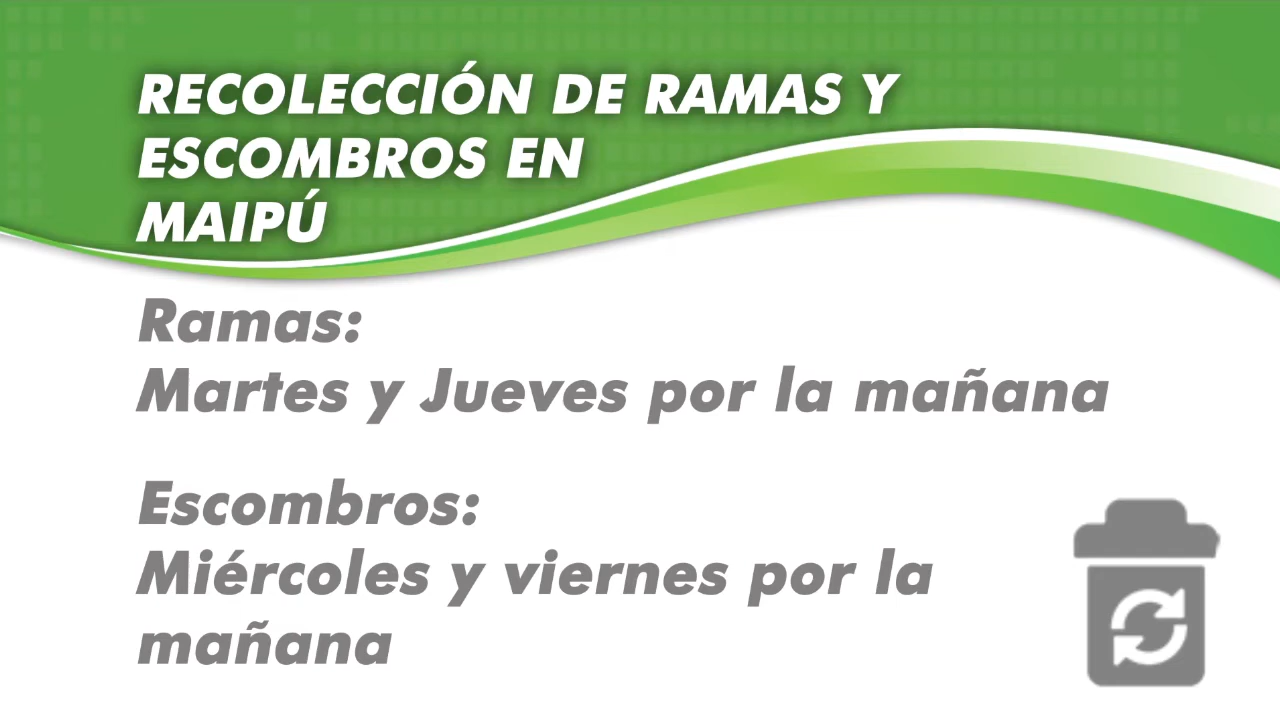 RECOLECCIÓN DE RAMAS Y
ESCOMBROS EN
MAIPÚ
Ramas:
Martes y Jueves por la mañana
Escombros:
Miércoles y viernes por la
mañana